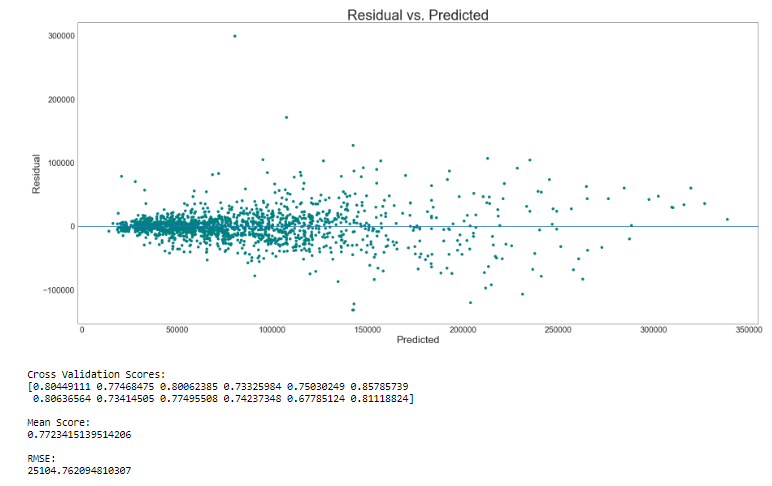 Residual vs. Predicted
300000
200000
100000
0
−100000
Residual
0 50000 100000 150000 200000 250000 300000 350000
Predicted
Cross Validation Scores:
[0.80449111 0.77468475 0.80062385 0.73325984 0.75030249 0.85785739
0.80636564 0.73414505 0.77495508 0.74237348 0.67785124 0.81118824]
Mean Score:
0.7723415139514206
RMSE:
25104.762094810307